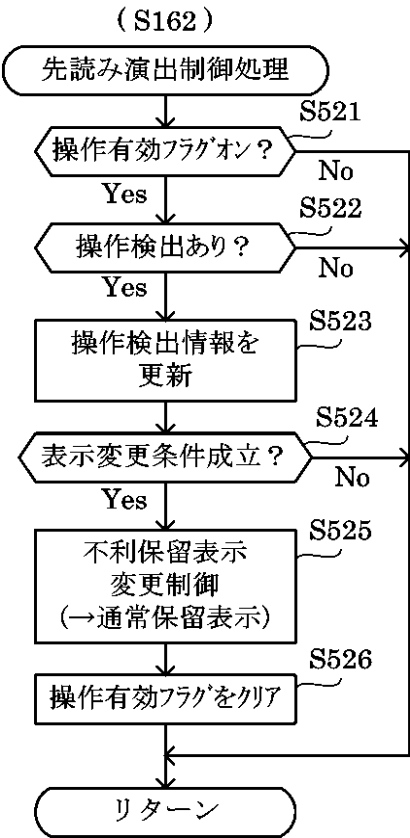 (S162)
先読み演出制御処理
S521
操作有効フラグオン？
No
Yes
S522
操作検出あり？
No
Yes
S523
操作検出情報を
更新
S524
表示変更条件成立？
No
Yes
S525
不利保留表示
変更制御
(→通常保留表示)
S526
操作有効フラグをクリア
リターン